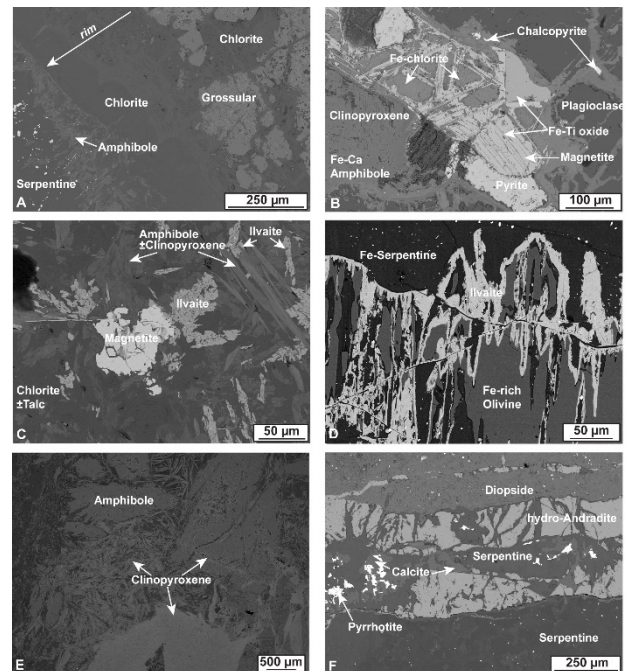 rim
Chlorite
Chlorite
Grossular
Amphibole
Serpentine
A
250 µm
Chalcopyrite
Fe-chlorite
Clinopyroxene
Plagioclase
Fe-Ti oxide
Fe-Ca
Amphibole
Magnetite
Pyrite
B
100 µm
Amphibole
±Clinopyroxene
Ilvaite
Ilvaite
Magnetite
Chlorite
±Talc
C
50 µm
Fe-Serpentine
Ilvaite
Fe-rich
Olivine
D
50 µm
Amphibole
Clinopyroxene
E
500 µm
Diopside
hydro-Andradite
Serpentine
Calcite
Pyrrhotite
Serpentine
F
250 µm